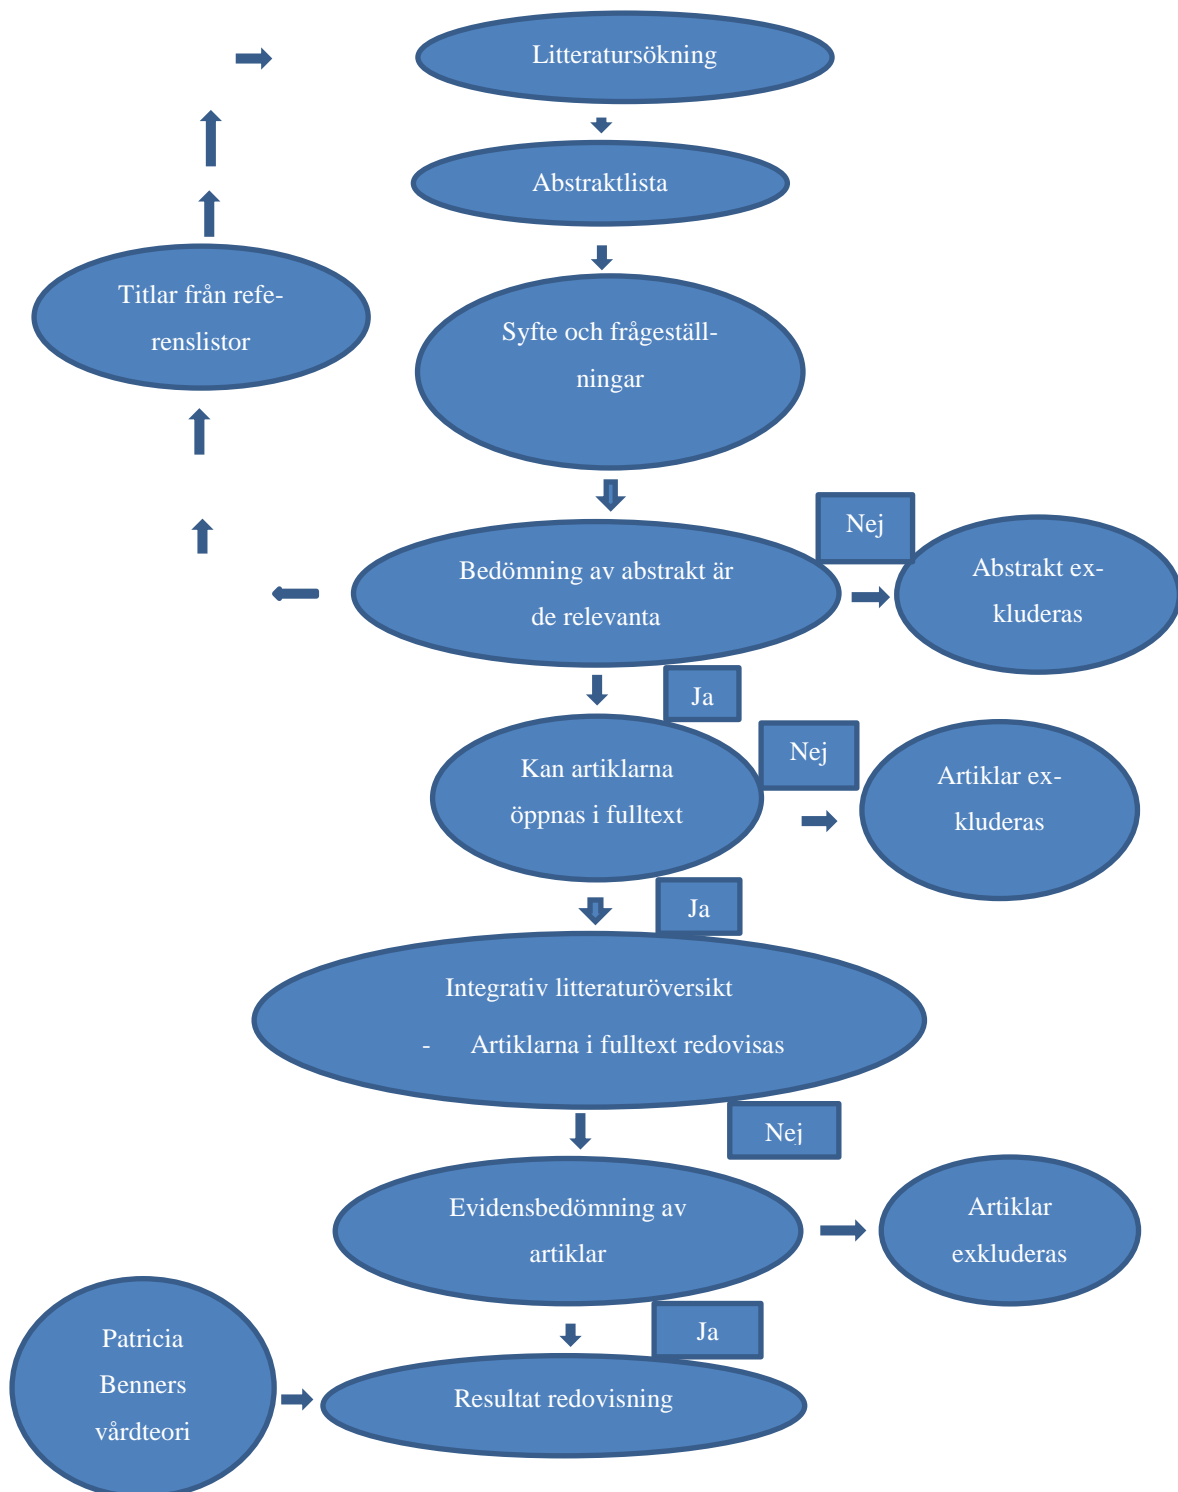 Litteratursökning
Abstraktlista
Titlar från refe-
renslistor
Syfte och frågeställ-
ningar
Nej
Bedömning av abstrakt är
de relevanta
Abstrakt ex-
kluderas
Ja
Nej
Kan artiklarna
öppnas i fulltext
Artiklar ex-
kluderas
Ja
Integrativ litteraturöversikt
- Artiklarna i fulltext redovisas
Nej
Evidensbedömning av
artiklar
Artiklar
exkluderas
Ja
Patricia
Benners
vårdteori
Resultat redovisning